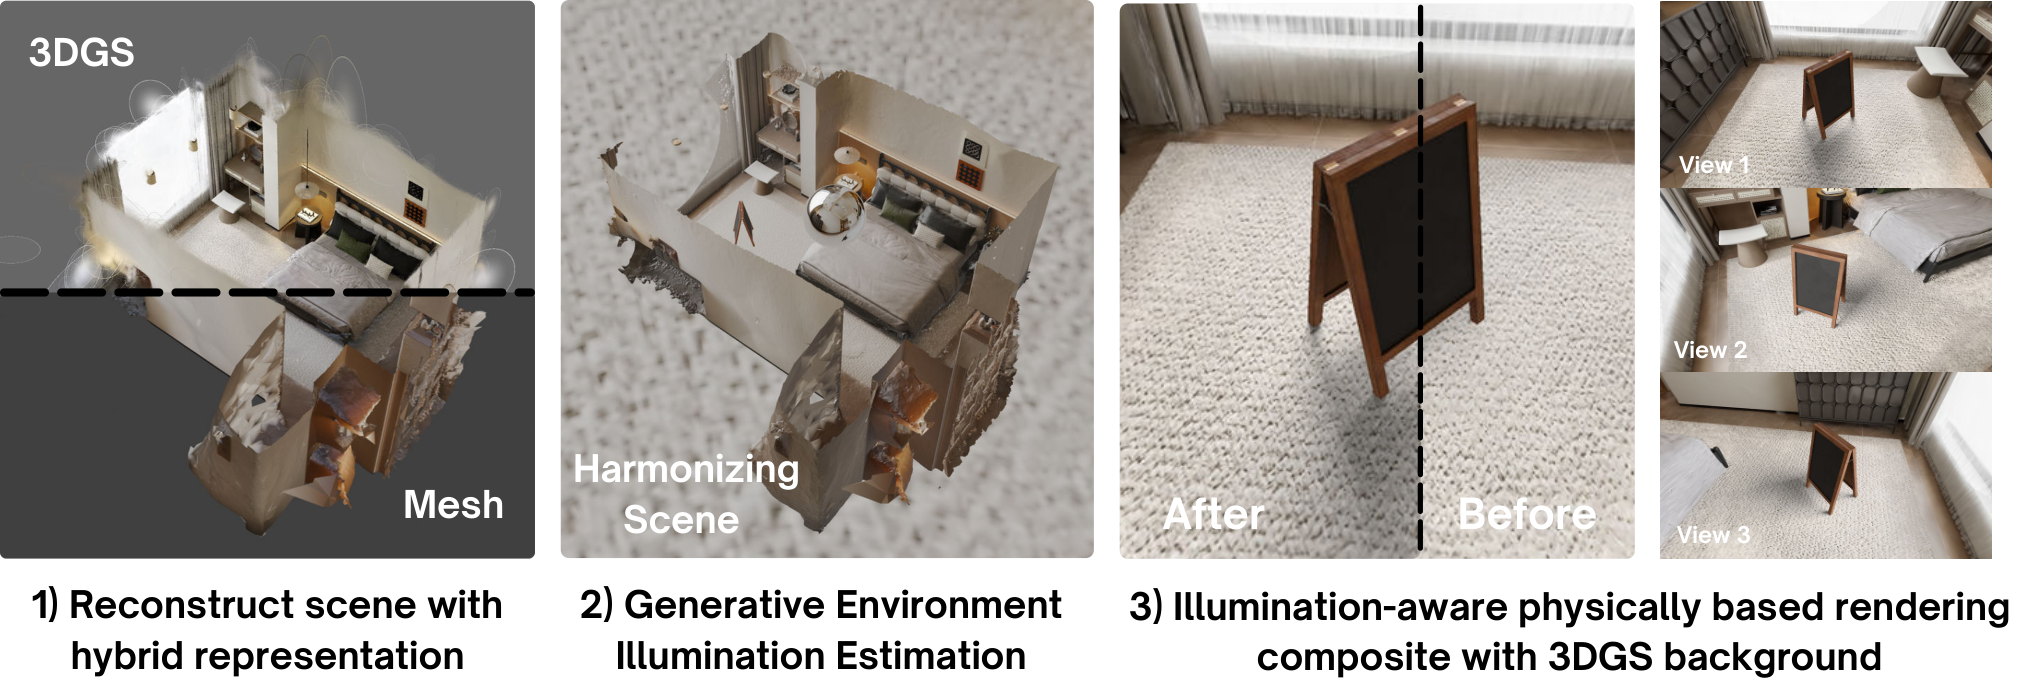 3DGS
Mesh
Harmonizing
Scene
After
Before
View 1
View 2
View 3
1) Reconstruct scene with
hybrid representation
2) Generative Environment
Illumination Estimation
3) Illumination-aware physically based rendering
composite with 3DGS background